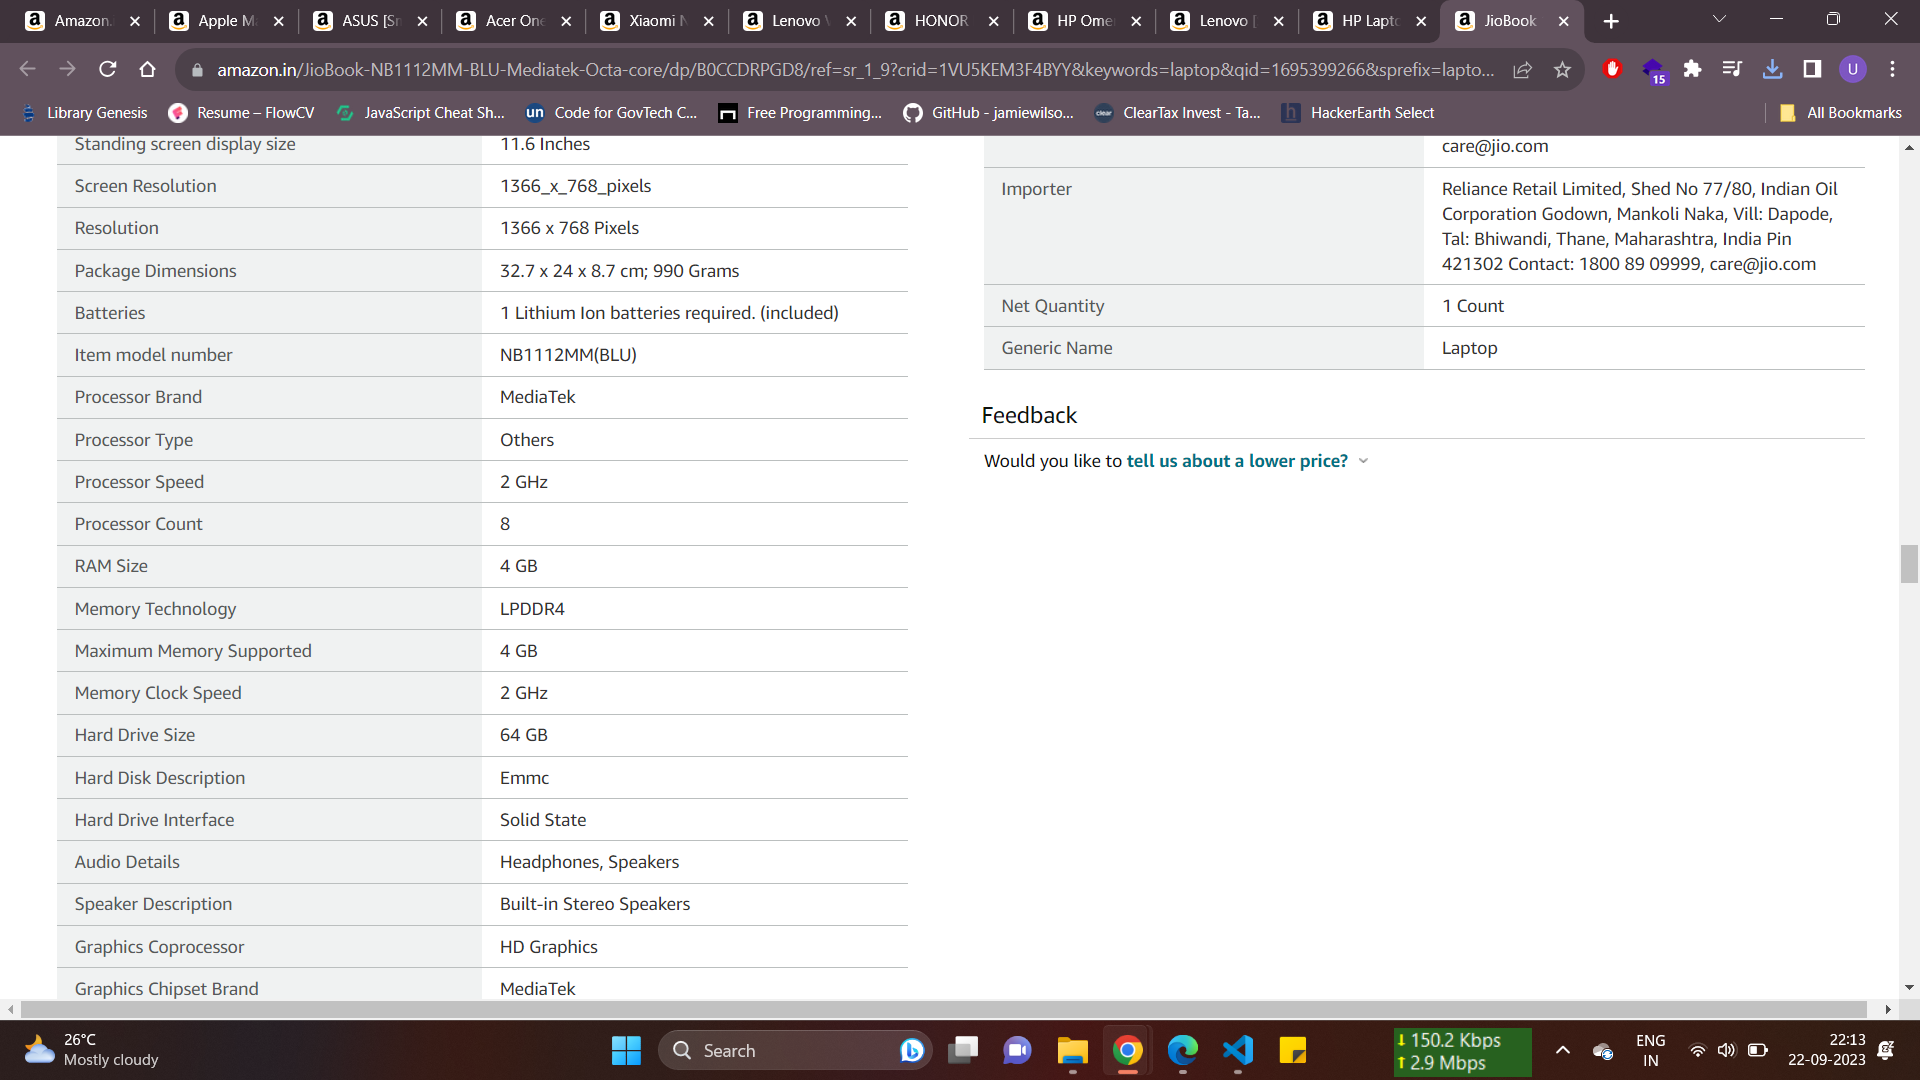 Amazon.
Apple M
ASUS [Sm
Acer One
Xiaomi N
Lenovo V
HONOR
HP Ome
Lenovo [
HP Lapto
JioBook
amazon.in/JioBook-NB1112MM-BLU-Mediatek-Octa-core/dp/B0CCDRPGD8/ref=sr_1_9?crid=1VU5KEM3F4BYY&keywords=laptop&qid=1695399266&sprefix=lapto...
15
U
Library Genesis
Resume – FlowCV
JavaScript Cheat Sh...
un
Code for GovTech C...
Free Programming...
GitHub - jamiewilso...
clear
ClearTax Invest - Ta...
h
HackerEarth Select
All Bookmarks
Standing screen display size 11.6 Inches
Screen Resolution 1366_x_768_pixels
Resolution 1366 x 768 Pixels
Package Dimensions 32.7 x 24 x 8.7 cm; 990 Grams
Batteries 1 Lithium Ion batteries required. (included)
Item model number NB1112MM(BLU)
Processor Brand MediaTek
Processor Type Others
Processor Speed 2 GHz
Processor Count 8
RAM Size 4 GB
Memory Technology LPDDR4
Maximum Memory Supported 4 GB
Memory Clock Speed 2 GHz
Hard Drive Size 64 GB
Hard Disk Description Emmc
Hard Drive Interface Solid State
Audio Details Headphones, Speakers
Speaker Description Built-in Stereo Speakers
Graphics Coprocessor HD Graphics
Graphics Chipset Brand MediaTek
care@jio.com
Importer Reliance Retail Limited, Shed No 77/80, Indian Oil
Corporation Godown, Mankoli Naka, Vill: Dapode,
Tal: Bhiwandi, Thane, Maharashtra, India Pin
421302 Contact: 1800 89 09999, care@jio.com
Net Quantity 1 Count
Generic Name Laptop
Feedback
Would you like to tell us about a lower price?
26°C
Mostly cloudy
Search
150.2 Kbps
2.9 Mbps
ENG
IN
22:13
22-09-2023